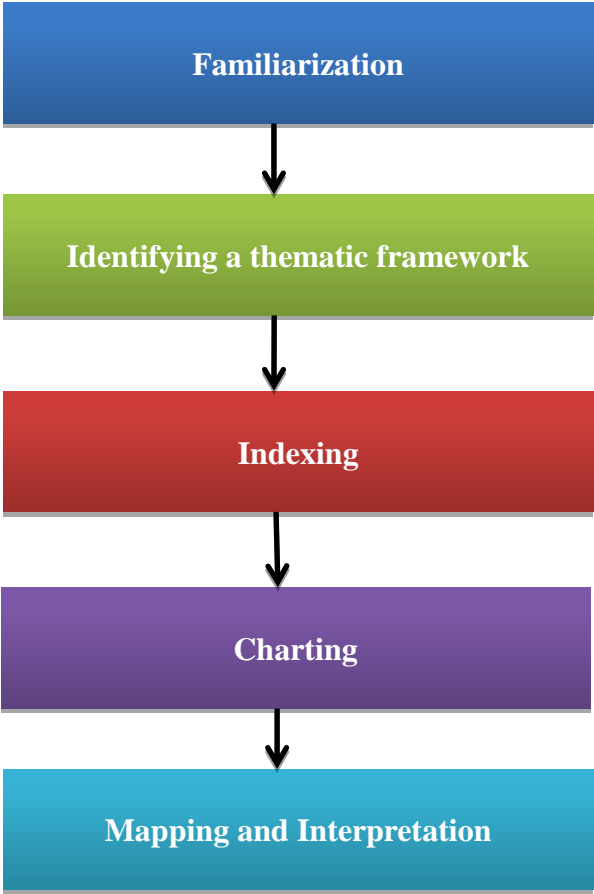 Familiarization
Identifying a thematic framework
Indexing
Charting
Mapping and Interpretation